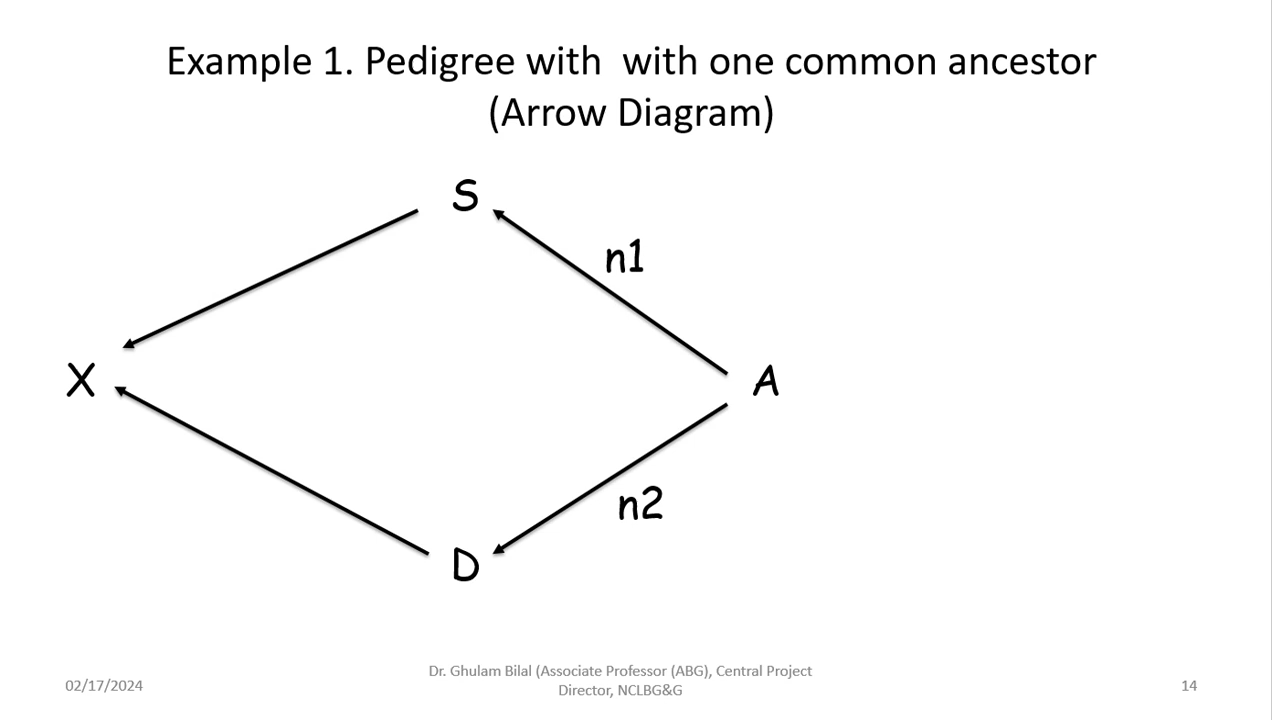 Example 1. Pedigree with  with one common ancestor
(Arrow Diagram)
S
n1
X
A
n2
D
02/17/2024
Dr. Ghulam Bilal (Associate Professor (ABG), Central Project
Director, NCLBG&G
14